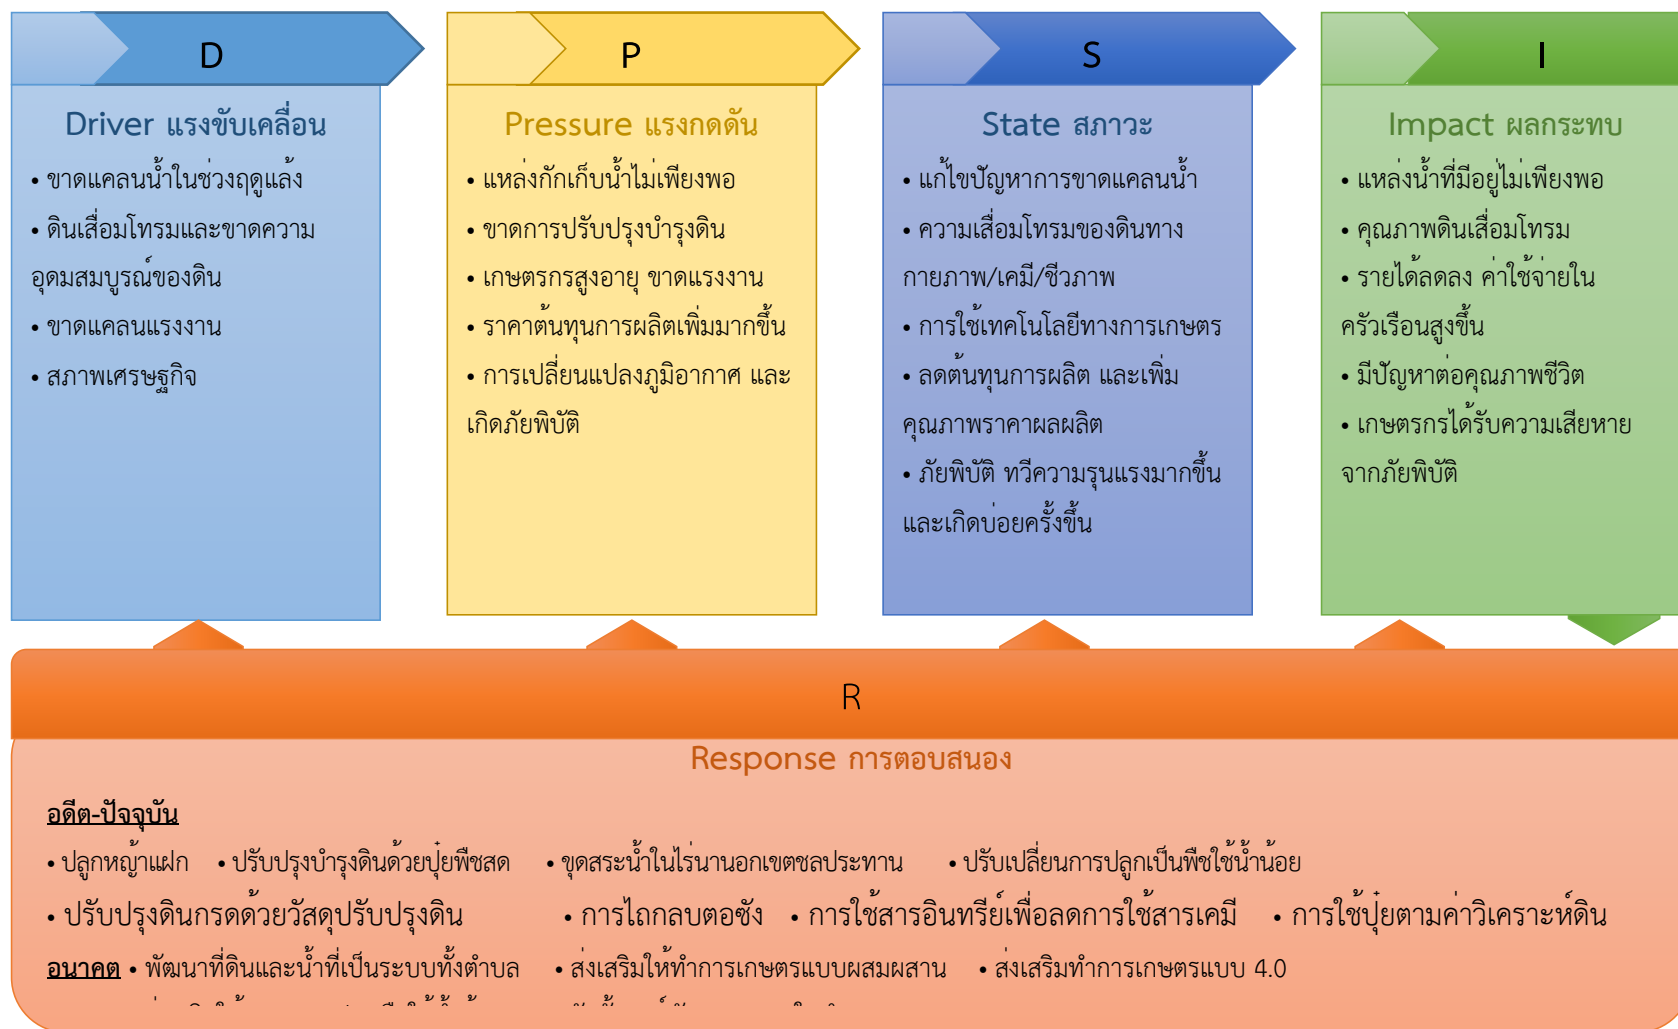 D
Driver แรงขับเคลื่อน
• ขาดแคลนน้ำในช่วงฤดูแล้ง
• ดินเสื่อมโทรมและขาดความ
อุดมสมบูรณ์ของดิน
• ขาดแคลนแรงงาน
• สภาพเศรษฐกิจ
P
Pressure แรงกดดัน
• แหล่งกักเก็บน้ำไม่เพียงพอ
• ขาดการปรับปรุงบำรุงดิน
• เกษตรกรสูงอายุ ขาดแรงงาน
• ราคาต้นทุนการผลิตเพิ่มมากขึ้น
• การเปลี่ยนแปลงภูมิอากาศ และ
เกิดภัยพิบัติ
S
State สภาวะ
• แก้ไขปัญหาการขาดแคลนน้ำ
• ความเสื่อมโทรมของดินทาง
กายภาพ/เคมี/ชีวภาพ
• การใช้เทคโนโลยีทางการเกษตร
• ลดต้นทุนการผลิต และเพิ่ม
คุณภาพราคาผลผลิต
• ภัยพิบัติ ทวีความรุนแรงมากขึ้น
และเกิดบ่อยครั้งขึ้น
I
Impact ผลกระทบ
• แหล่งน้ำที่มีอยู่ไม่เพียงพอ
• คุณภาพดินเสื่อมโทรม
• รายได้ลดลง ค่าใช้จ่ายใน
ครัวเรือนสูงขึ้น
• มีปัญหาต่อคุณภาพชีวิต
• เกษตรกรได้รับความเสียหาย
จากภัยพิบัติ
R
Response การตอบสนอง
อดีต-ปัจจุบัน
• ปลูกหญ้าแฝก • ปรับปรุงบำรุงดินด้วยปุ๋ยพืชสด • ขุดสระน้ำในไร่นานอกเขตชลประทาน • ปรับเปลี่ยนการปลูกเป็นพืชใช้น้ำน้อย
• ปรับปรุงดินกรดด้วยวัสดุปรับปรุงดิน • การไถกลบตอซัง • การใช้สารอินทรีย์เพื่อลดการใช้สารเคมี • การใช้ปุ๋ยตามค่าวิเคราะห์ดิน
อนาคต • พัฒนาที่ดินและน้ำที่เป็นระบบทั้งตำบล • ส่งเสริมให้ทำการเกษตรแบบผสมผสาน • ส่งเสริมทำการเกษตรแบบ 4.0